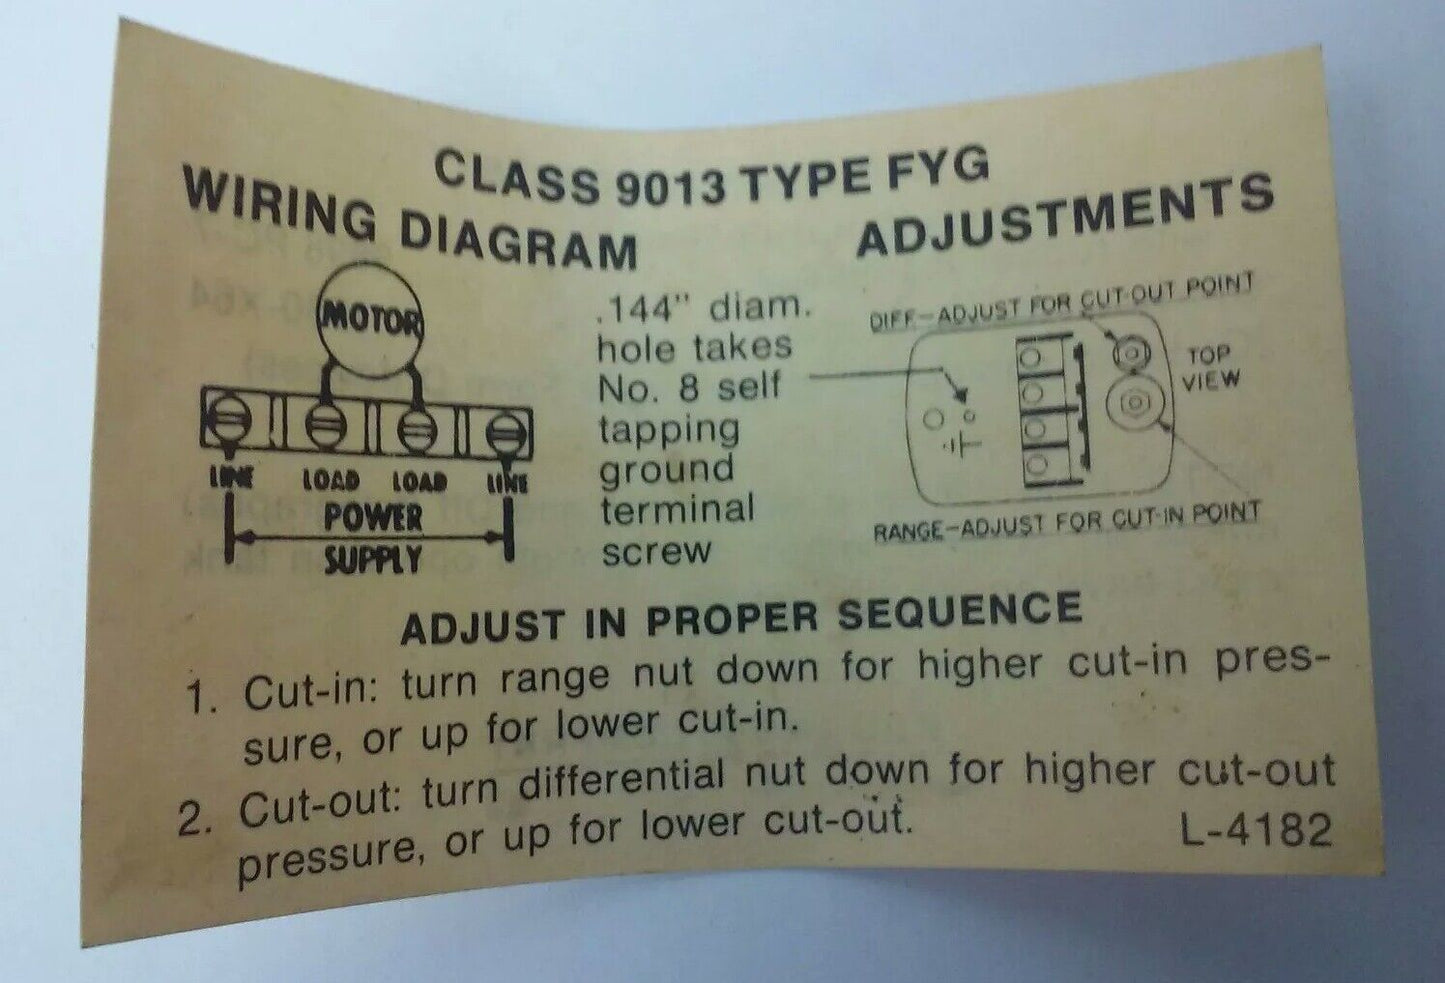 CLASS 9013 TYPE FYG
WIRING DIAGRAM
MOTOR
LINE LOAD LOAD LINE
POWER
SUPPLY
.144" diam.
hole takes
No. 8 self
tapping
ground
terminal
screw
ADJUSTMENTS
DIFF.-ADJUST FOR CUT-OUT POINT
TOP
VIEW
RANGE-ADJUST FOR CUT-IN POINT
ADJUST IN PROPER SEQUENCE
1. Cut-in: turn range nut down for higher cut-in pres-
sure, or up for lower cut-in.
2. Cut-out: turn differential nut down for higher cut-out
pressure, or up for lower cut-out.
L-4182